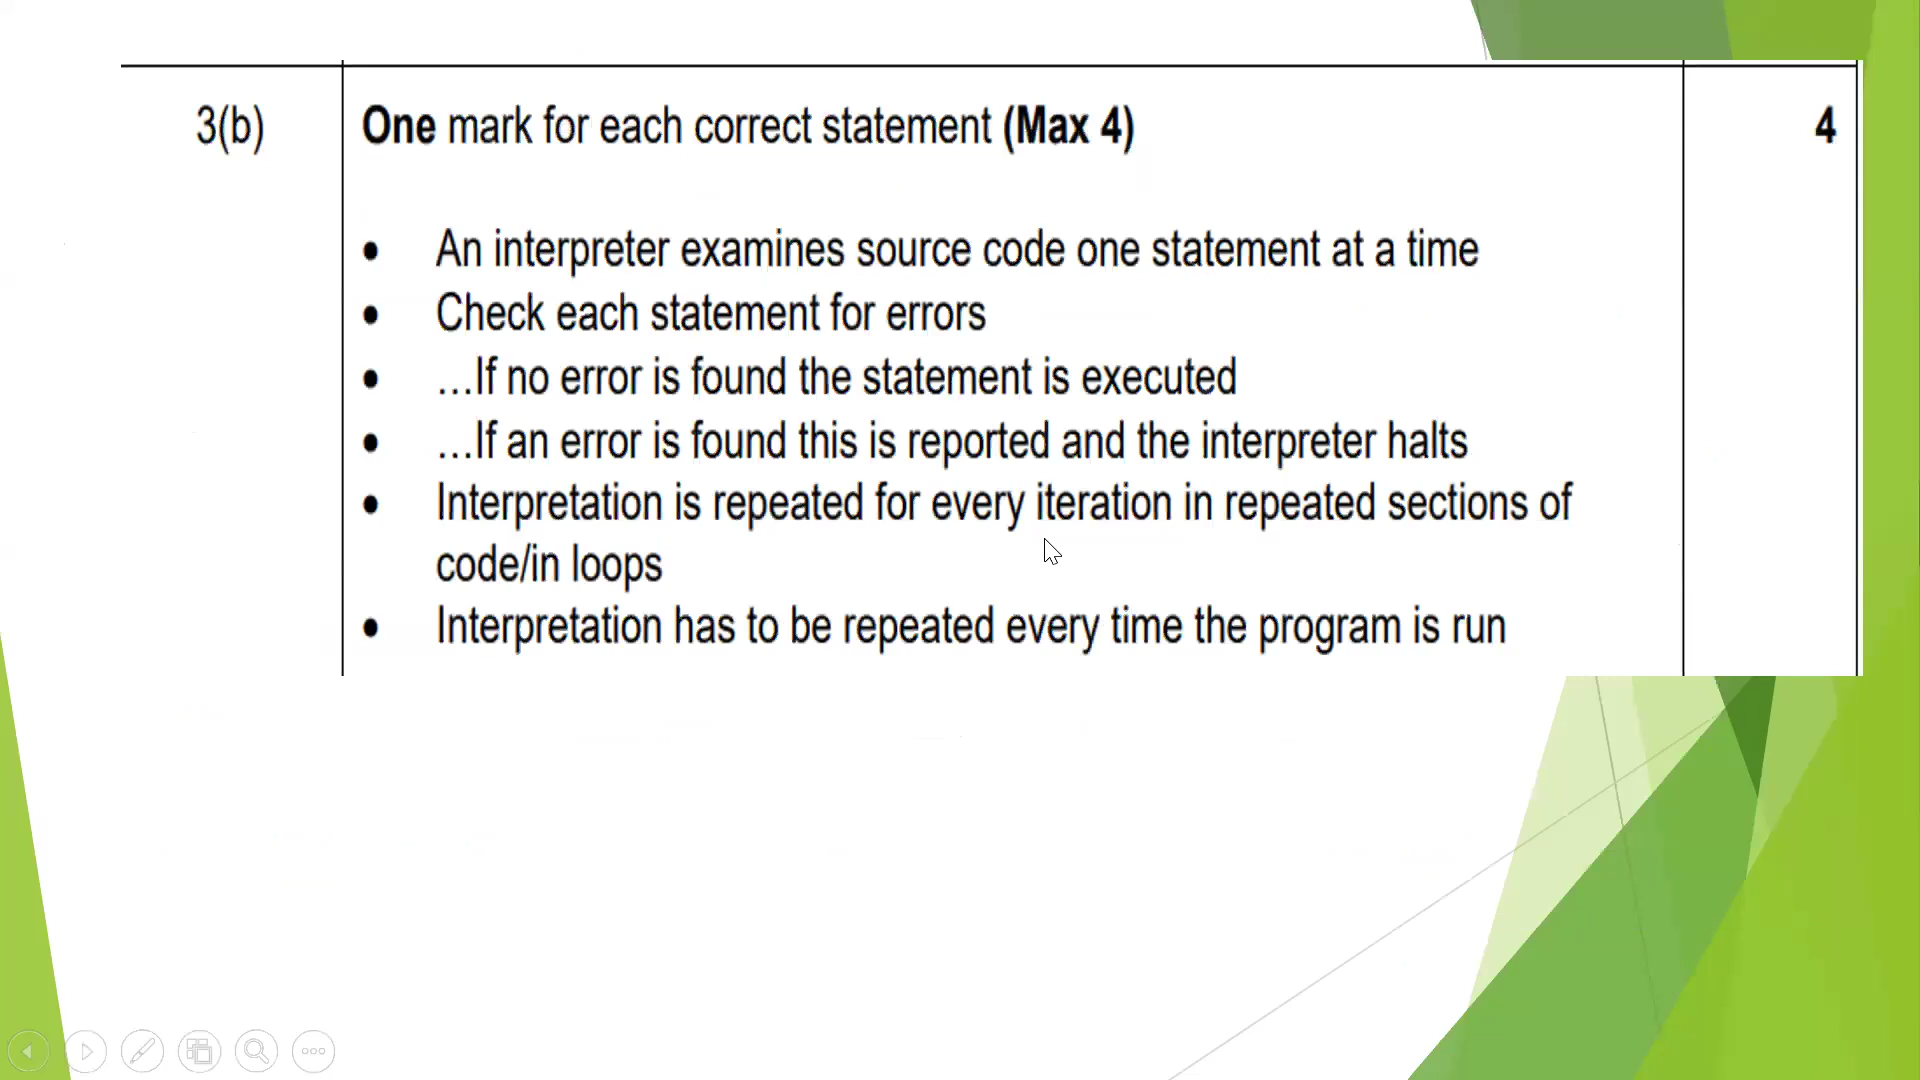 3(b) One mark for each correct statement (Max 4) 4
• An interpreter examines source code one statement at a time
• Check each statement for errors
• …If no error is found the statement is executed
• …If an error is found this is reported and the interpreter halts
• Interpretation is repeated for every iteration in repeated sections of
code/in loops
• Interpretation has to be repeated every time the program is run